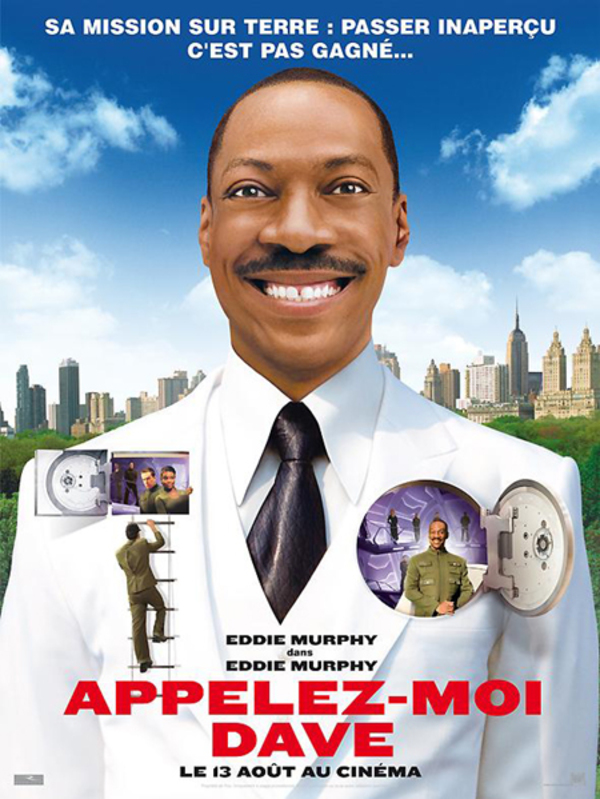 SA MISSION SUR TERRE : PASSER INAPERÇU
C'EST PAS GAGNÉ...
EDDIE MURPHY
dans
EDDIE MURPHY
APPELEZ-MOI
DAVE
LE 13 AOÛT AU CINÉMA